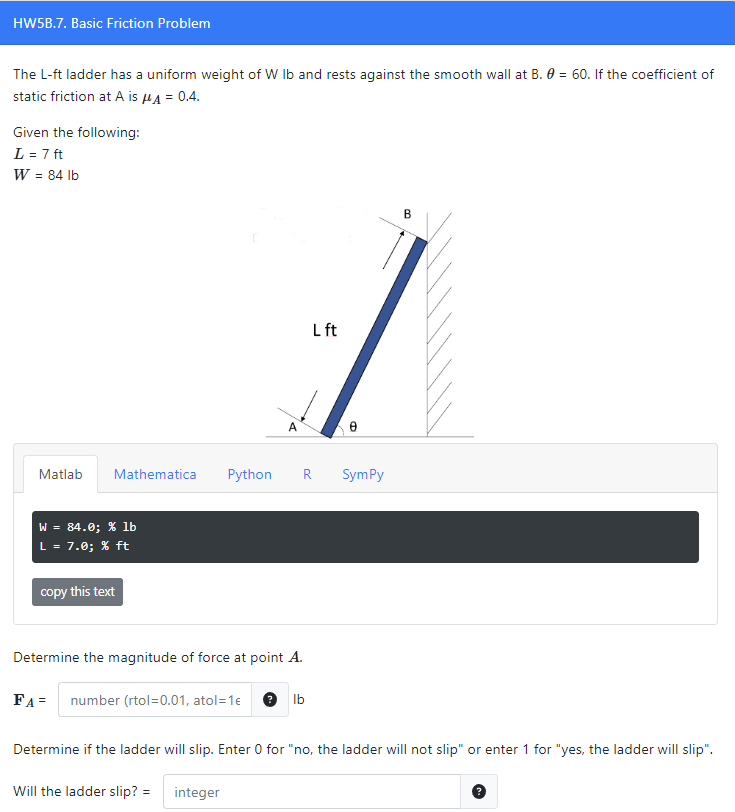 HW5B.7. Basic Friction Problem
The L-ft ladder has a uniform weight of W lb and rests against the smooth wall at B. θ = 60. If the coefficient of
static friction at A is μA = 0.4.
Given the following:
L = 7 ft
W = 84 lb
B
L ft
A
θ
Matlab Mathematica Python R SymPy
W = 84.0; % lb
L = 7.0; % ft
copy this text
Determine the magnitude of force at point A.
FA = number (rtol=0.01, atol=1e ? lb
Determine if the ladder will slip. Enter 0 for "no, the ladder will not slip" or enter 1 for "yes, the ladder will slip".
Will the ladder slip? = integer ?